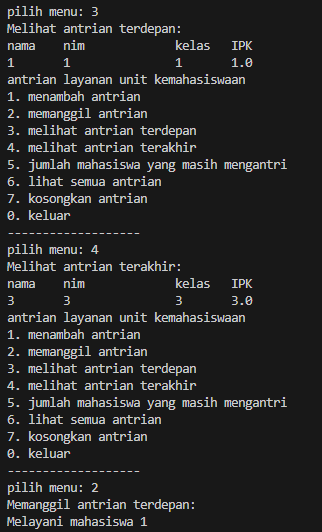 pilih menu: 3
Melihat antrian terdepan:
nama    nim             kelas   IPK
1       1               1       1.0
antrian layanan unit kemahasiswaan
1. menambah antrian
2. memanggil antrian
3. melihat antrian terdepan
4. melihat antrian terakhir
5. jumlah mahasiswa yang masih mengantri
6. lihat semua antrian
7. kosongkan antrian
0. keluar
-------------------
pilih menu: 4
Melihat antrian terakhir:
nama    nim             kelas   IPK
3       3               3       3.0
antrian layanan unit kemahasiswaan
1. menambah antrian
2. memanggil antrian
3. melihat antrian terdepan
4. melihat antrian terakhir
5. jumlah mahasiswa yang masih mengantri
6. lihat semua antrian
7. kosongkan antrian
0. keluar
-------------------
pilih menu: 2
Memanggil antrian terdepan:
Melayani mahasiswa 1